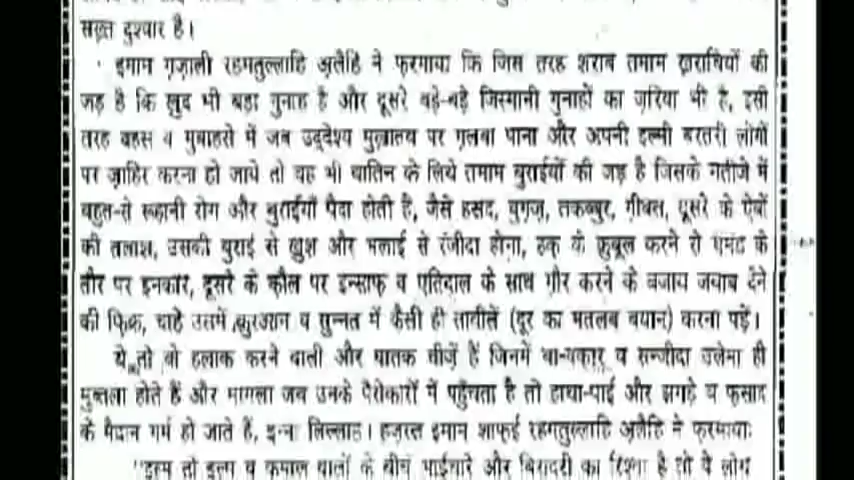 सख़्त दुश्वार है।
इमाम ग़ज़ाली रहमतुल्लाहि अ़लैहि ने फ़रमाया कि जिस तरह शराब तमाम ख़राबियों की
जड़ है कि ख़ुद भी बड़ा गुनाह है और दूसरे बड़े-बड़े जिस्मानी गुनाहों का ज़रिया भी है, इसी
तरह बहस व मुबाहसे में जब उद्देश्य मुख़ालय पर ग़लबा पाना और अपनी इल्मी बरतरी लोगों
पर ज़ाहिर करना हो जाये तो यह भी बातिन के लिये तमाम बुराईयों की जड़ है जिसके नतीजे में
बहुत-से रूहानी रोग और बुराईयाँ पैदा होती हैं, जैसे हसद, बुग़ज़, तकब्बुर, ग़ीबत, दूसरे के ऐबों
की तलाश, उसकी बुराई से ख़ुश और भलाई से रंजीदा होना, हक़ के क़ुबूल करने से घमंड के
तौर पर इनकार, दूसरे के क़ौल पर इन्साफ़ व एतिदाल के साथ ग़ौर करने के बजाय जवाब देने
की फ़िक्र, चाहे उसमें क़ुरआन व सुन्नत में कैसी ही तावीलें (दूर का मतलब बयान) करना पड़ें।
ये तो वो हलाक करने वाली और घातक चीज़ें हैं जिनमें बा-वकार व सन्जीदा उलेमा ही
मुब्तला होते हैं और मामला जब उनके पैरोकारों में पहुँचता है तो हाथा-पाई और झगड़े व फ़साद
के मैदान गर्म हो जाते हैं, इन्ना लिल्लाह। हज़रत इमाम शाफ़ई रहमतुल्लाहि अ़लैहि ने फ़रमायाः
"इल्म तो इल्म व कमाल वालों के बीच भाईचारे और बिरादरी का रिश्ता है तो वे लोग